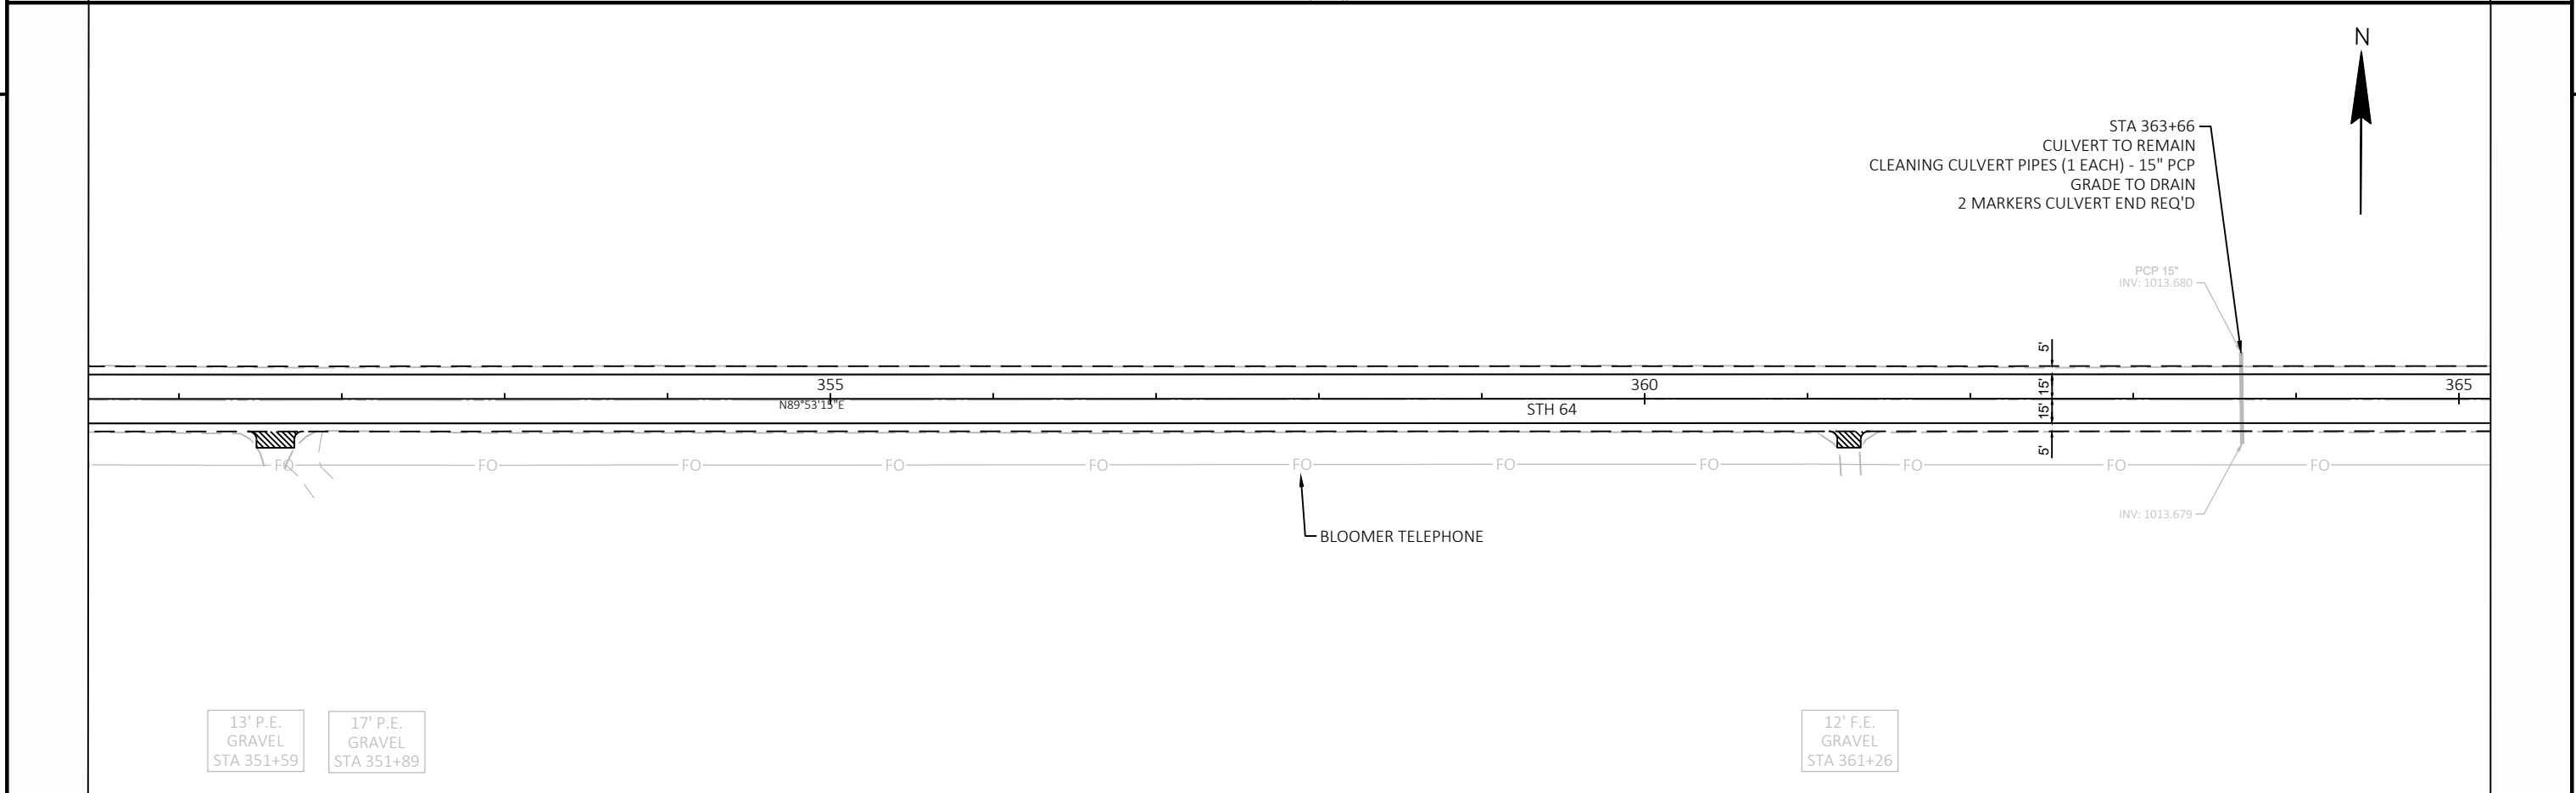 N
STA 363+66
CULVERT TO REMAIN
CLEANING CULVERT PIPES (1 EACH) - 15" PCP
GRADE TO DRAIN
2 MARKERS CULVERT END REQ'D
PCP 15"
INV: 1013.680
5'
355
360
15'
365
N89°53'15"E
STH 64
15'
5'
FO FO FO FO FO FO FO FO FO FO FO
INV: 1013.679
BLOOMER TELEPHONE
13' P.E.
GRAVEL
STA 351+59
17' P.E.
GRAVEL
STA 351+89
12' F.E.
GRAVEL
STA 361+26